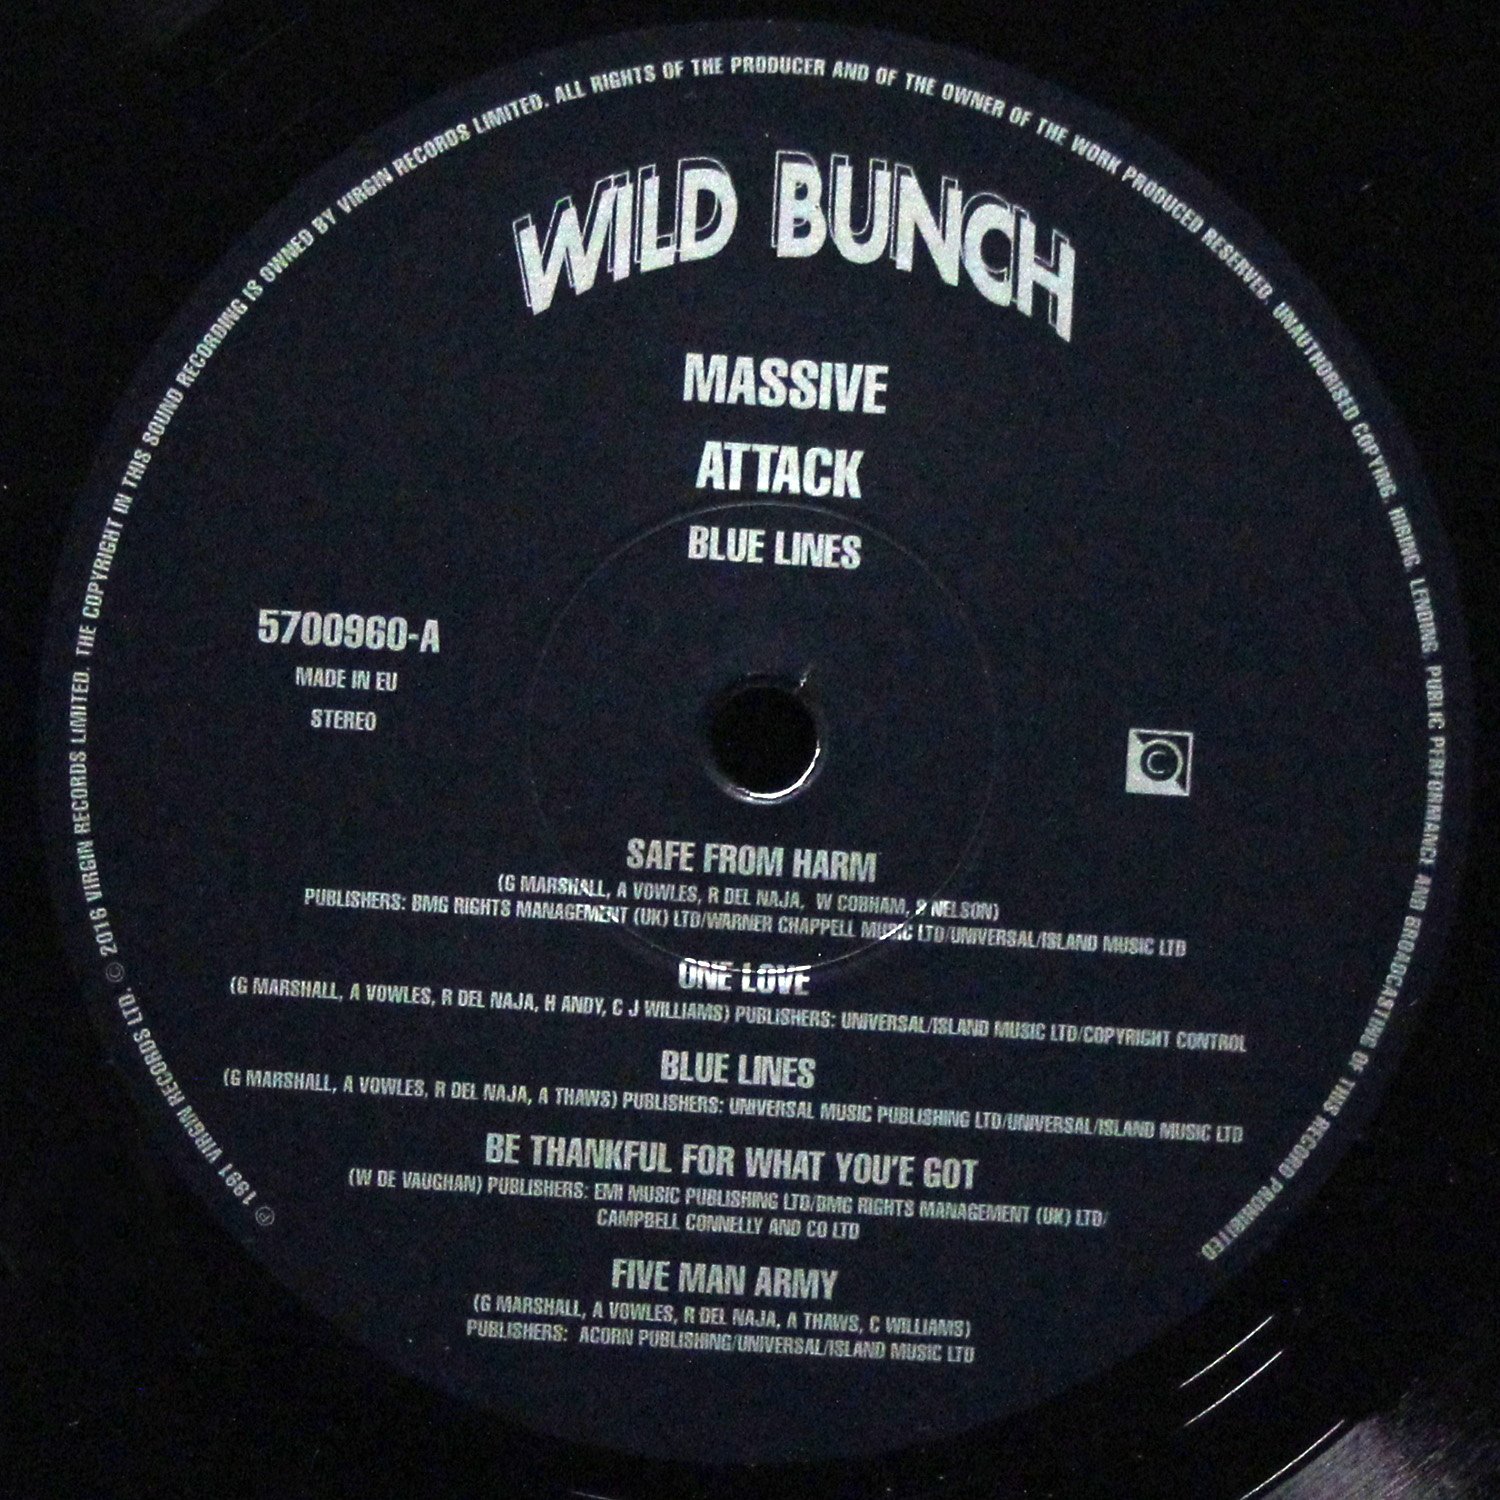 WILD BUNCH
MASSIVE
ATTACK
BLUE LINES
5700960-A
MADE IN EU
STEREO
C
SAFE FROM HARM
(G MARSHALL, A VOWLES, R DEL NAJA, W COBHAM, NELSON)
PUBLISHERS: BMG RIGHTS MANAGEMENT (UK) LTD/WARNER CHAPPELL MUSIC LTD/UNIVERSAL/ISLAND MUSIC LTD
ONE LOVE
(G MARSHALL, A VOWLES, R DEL NAJA, H ANDY, C J WILLIAMS) PUBLISHERS: UNIVERSAL/ISLAND MUSIC LTD/COPYRIGHT CONTROL
BLUE LINES
(G MARSHALL, A VOWLES, R DEL NAJA, A THAWS) PUBLISHERS: UNIVERSAL MUSIC PUBLISHING LTD/UNIVERSAL/ISLAND MUSIC LTD
BE THANKFUL FOR WHAT YOU'E GOT
(W DE VAUGHAN) PUBLISHERS: EMI MUSIC PUBLISHING LTD/BMG RIGHTS MANAGEMENT (UK) LTD/
CAMPBELL CONNELLY AND CO LTD
FIVE MAN ARMY
(G MARSHALL, A VOWLES, R DEL NAJA, A THAWS, C WILLIAMS)
PUBLISHERS: ACORN PUBLISHING/UNIVERSAL/ISLAND MUSIC LTD
℗ 1991 VIRGIN RECORDS LTD. © 2016 VIRGIN RECORDS LIMITED. THE COPYRIGHT IN THIS SOUND RECORDING IS OWNED BY VIRGIN RECORDS LIMITED. ALL RIGHTS OF THE PRODUCER AND OF THE OWNER OF THE WORK PRODUCED RESERVED. UNAUTHORISED COPYING, HIRING, LENDING, PUBLIC PERFORMANCE AND BROADCASTING OF THIS RECORD PROHIBITED